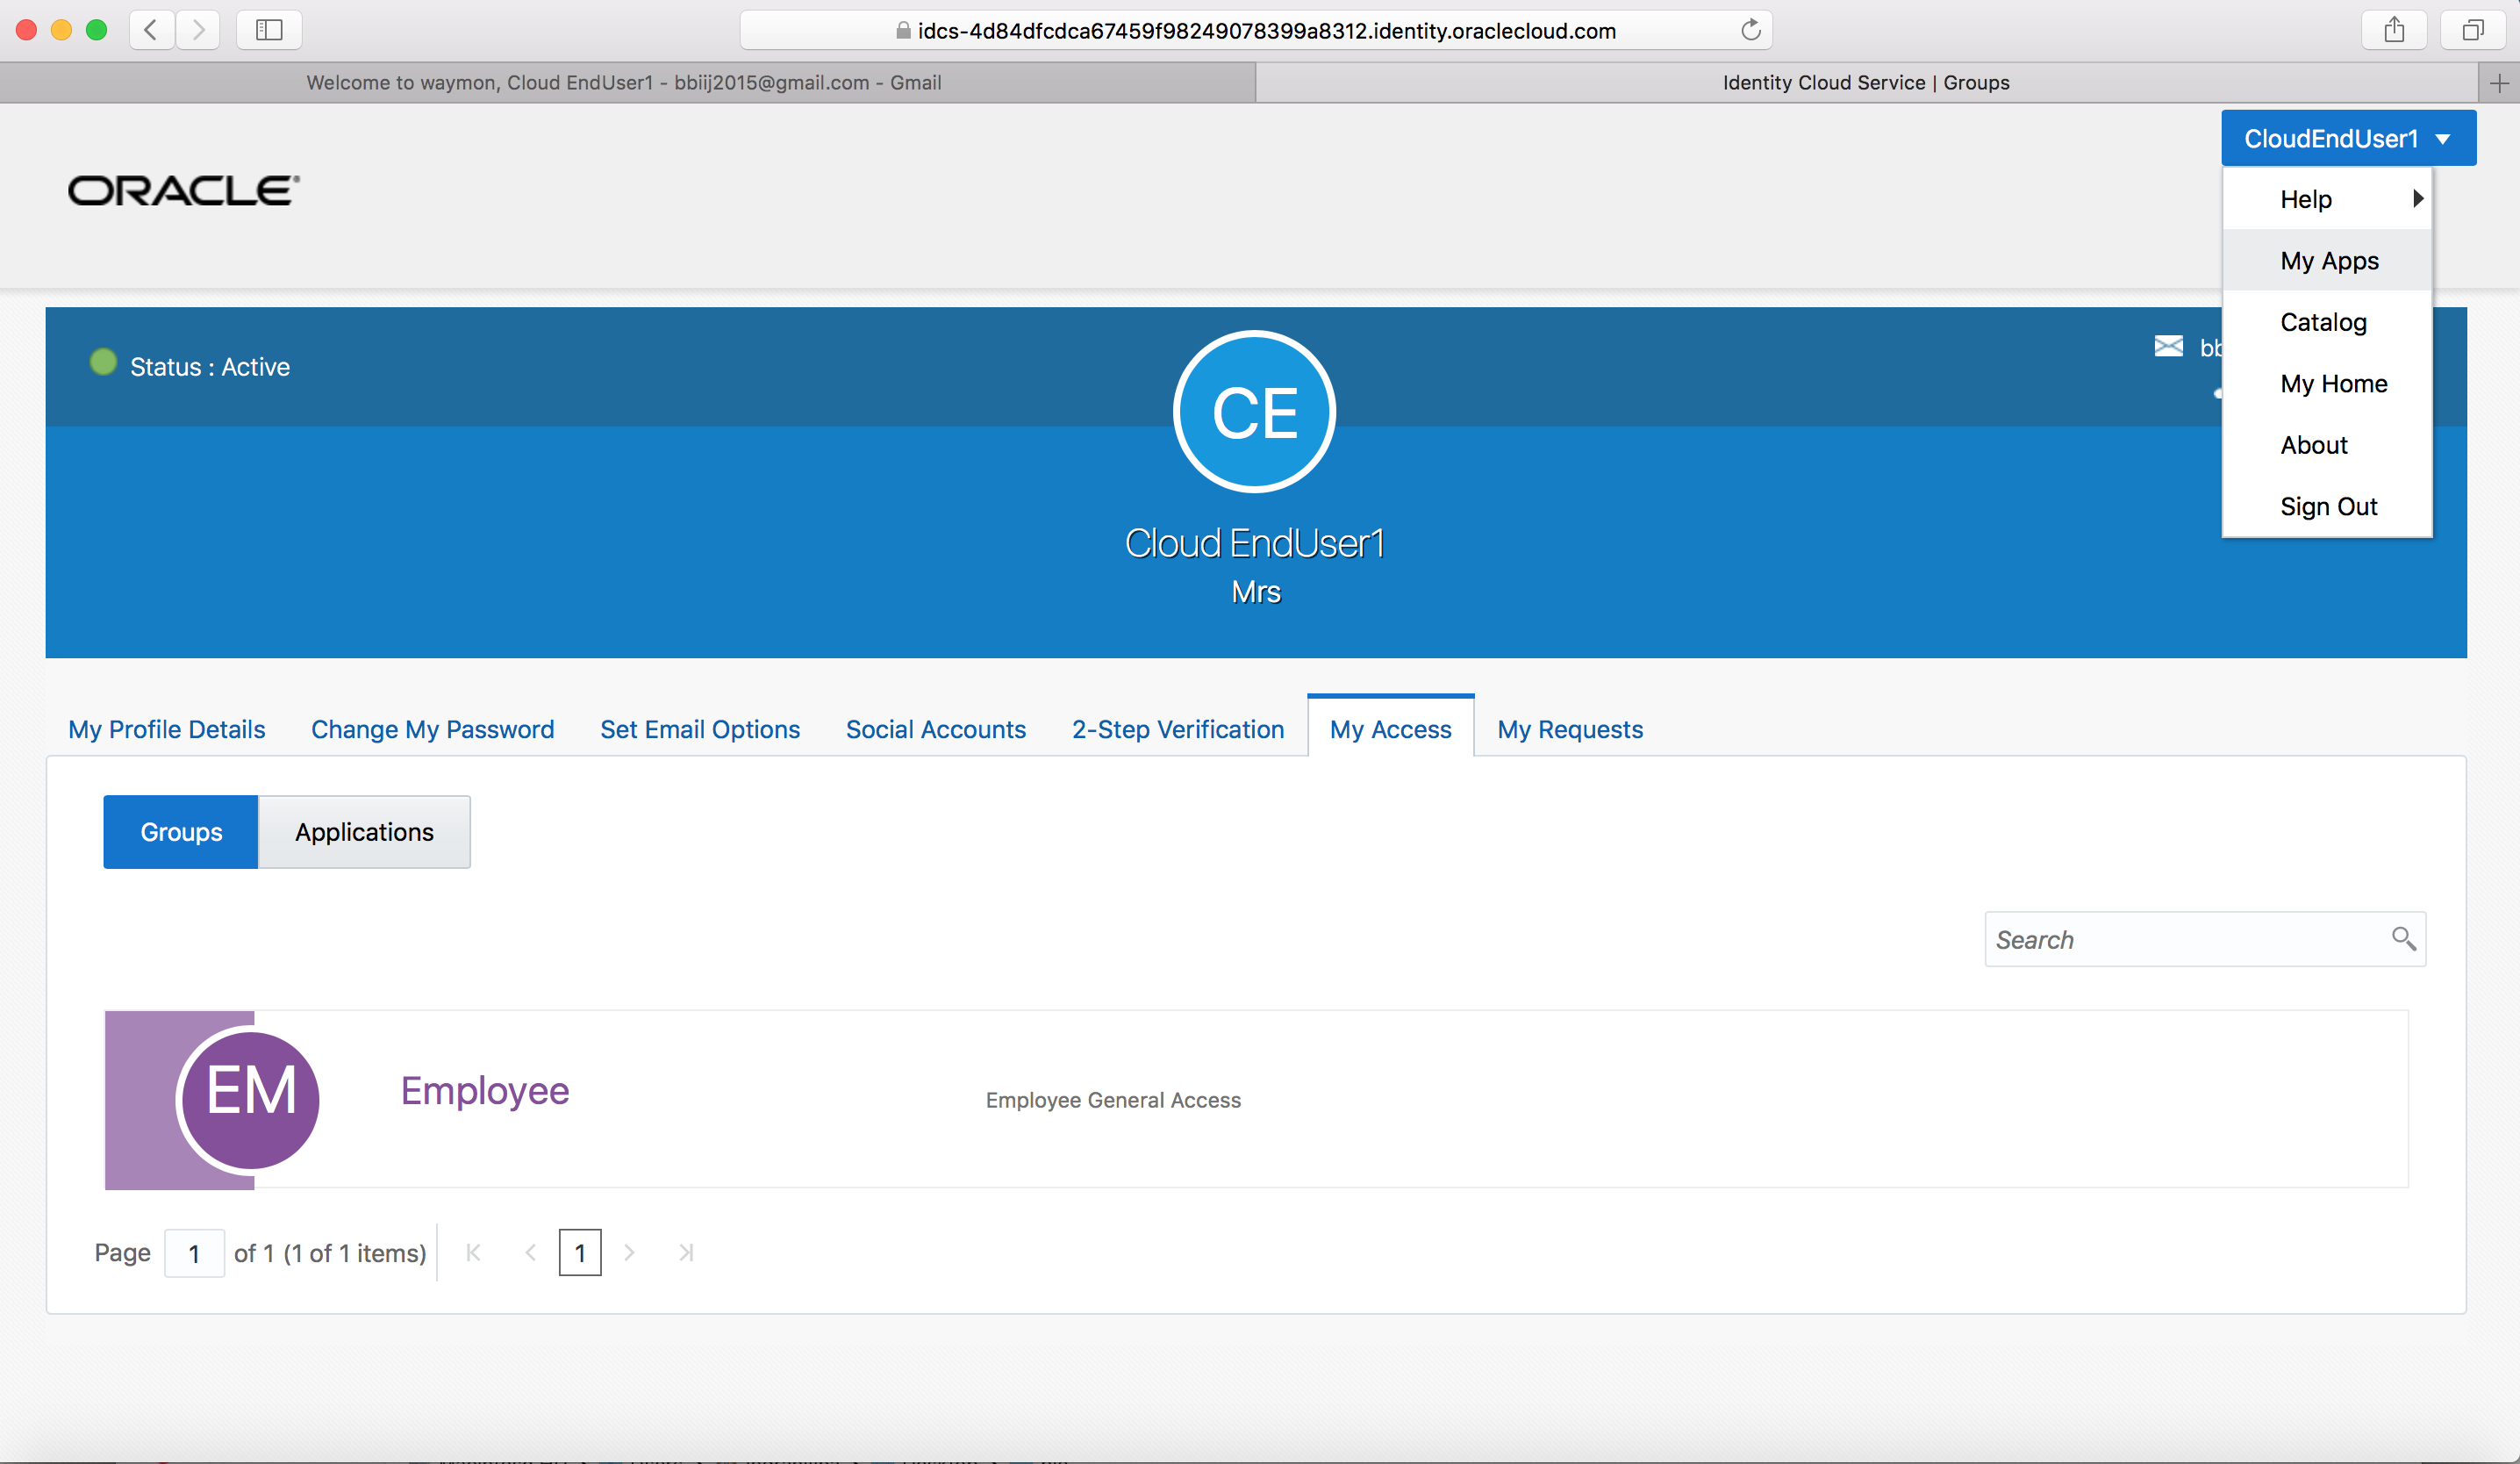 idcs-4d84dfcdca67459f98249078399a8312.identity.oraclecloud.com
Welcome to waymon, Cloud EndUser1 - bbiij2015@gmail.com - Gmail
Identity Cloud Service | Groups
CloudEndUser1
ORACLE
Help
My Apps
Catalog
My Home
About
Sign Out
Status : Active
CE
Cloud EndUser1
Mrs
My Profile Details
Change My Password
Set Email Options
Social Accounts
2-Step Verification
My Access
My Requests
Groups
Applications
Search
EM
Employee
Employee General Access
Page 1 of 1 (1 of 1 items) 1